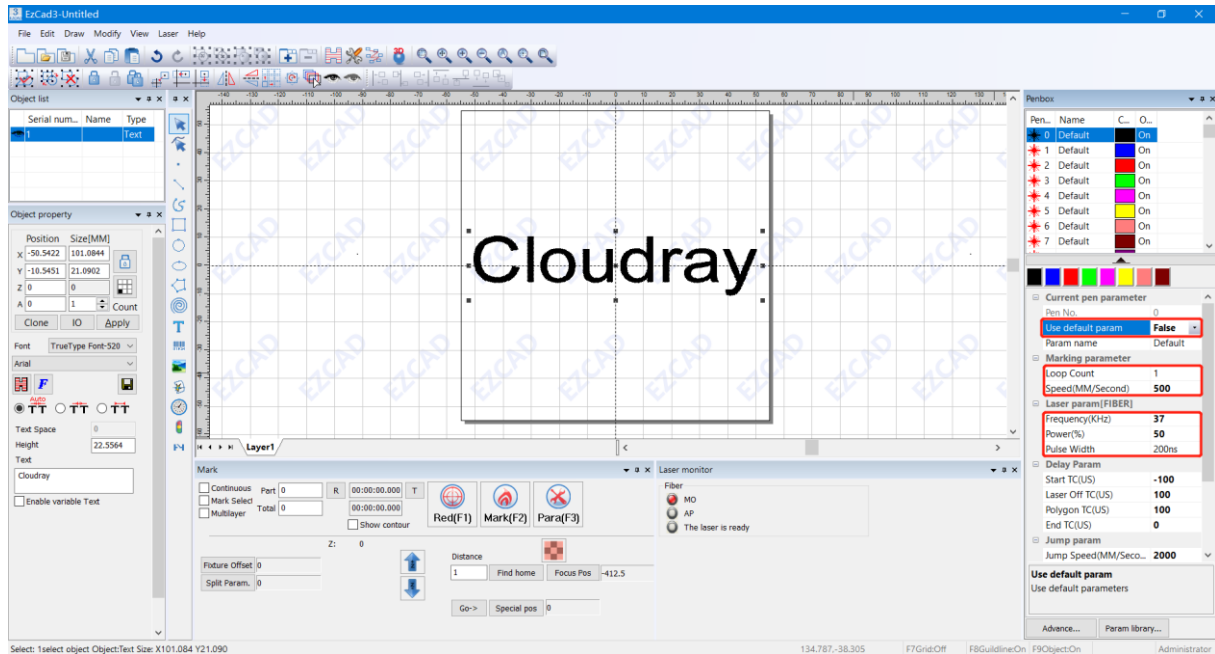 EzCad3-Untitled
File Edit Draw Modify View Laser Help
Object list
Serial num... Name Type
1 Text
Object property
Position Size[MM]
X -50.5422 101.0844
Y -10.5451 21.0902
Z 0 0
A 0 1 Count
Clone IO Apply
Font TrueType Font-520
Arial
F
Auto
TT TT TT
Text Space 0
Height 22.5564
Text
Cloudray
Enable variable Text
EZCAD
Cloudray
Layer1
Mark
Continuous Part 0 R 00:00:00.000 T
Mark Select
Multilayer Total 0 00:00:00.000
Show contour
Red(F1) Mark(F2) Para(F3)
Z: 0
Fixture Offset 0
Split Param. 0
Distance
1 Find home Focus Pos -412.5
Go-> Special pos 0
Laser monitor
Fiber
MO
AP
The laser is ready
Penbox
Pen... Name C... O...
0 Default On
1 Default On
2 Default On
3 Default On
4 Default On
5 Default On
6 Default On
7 Default On
Current pen parameter
Pen No. 0
Use default param False
Param name Default
Marking parameter
Loop Count 1
Speed(MM/Second) 500
Laser param[FIBER]
Frequency(KHz) 37
Power(%) 50
Pulse Width 200ns
Delay Param
Start TC(US) -100
Laser Off TC(US) 100
Polygon TC(US) 100
End TC(US) 0
Jump param
Jump Speed(MM/Seco... 2000
Use default param
Use default parameters
Advance... Param library...
Select: 1select object Object:Text Size: X101.084 Y21.090
134.787,-38.305 F7Grid:Off F8Guildline:On F9Object:On Administrator